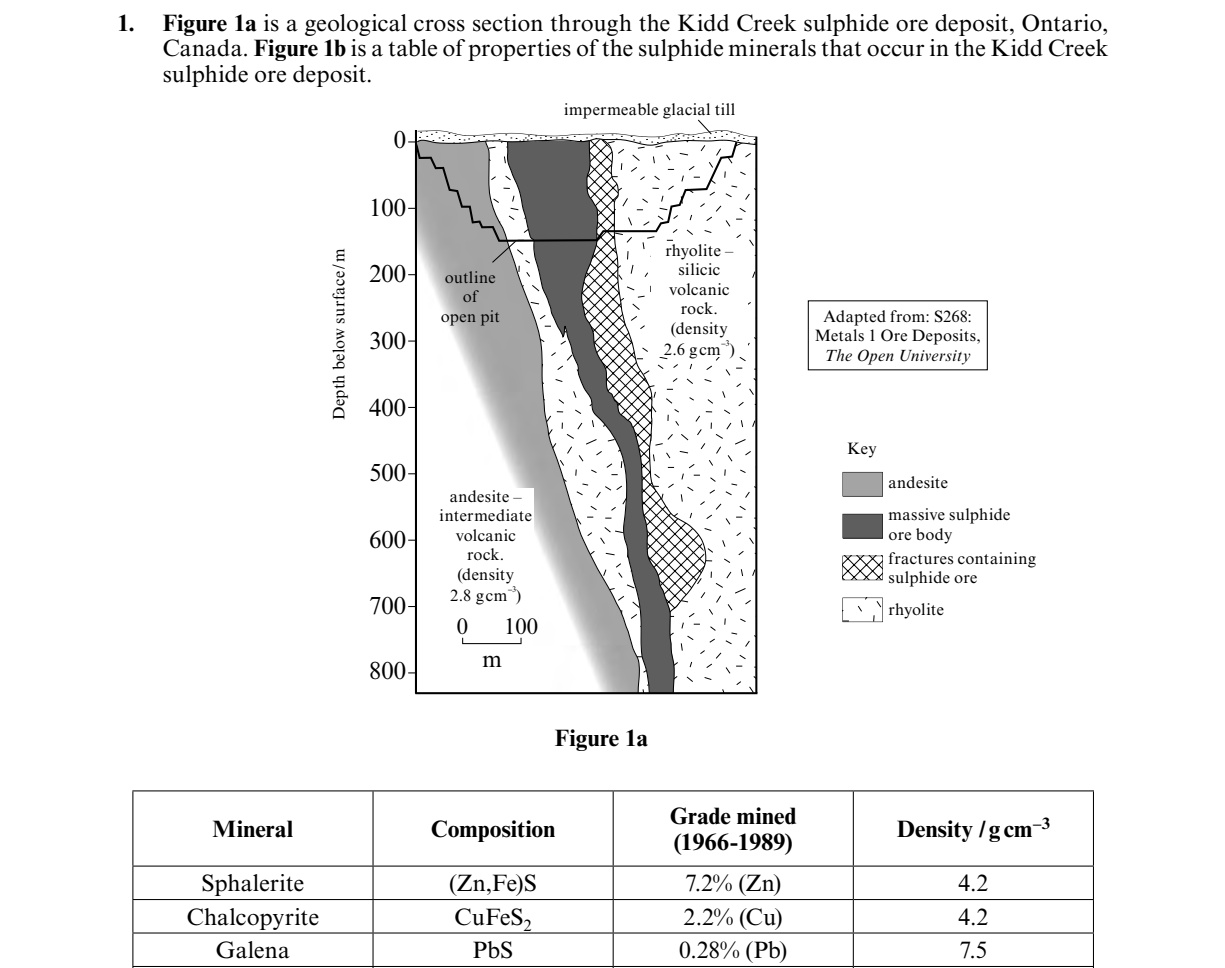 1. Figure 1a is a geological cross section through the Kidd Creek sulphide ore deposit, Ontario,
Canada. Figure 1b is a table of properties of the sulphide minerals that occur in the Kidd Creek
sulphide ore deposit.
impermeable glacial till
0
100
200
300
400
500
600
700
800
Depth below surface/m
outline
of
open pit
rhyolite –
silicic
volcanic
rock.
(density
2.6 gcm⁻³)
andesite –
intermediate
volcanic
rock.
(density
2.8 gcm⁻³)
0 100
m
Adapted from: S268:
Metals 1 Ore Deposits,
The Open University
Key
andesite
massive sulphide
ore body
fractures containing
sulphide ore
rhyolite
Figure 1a
Mineral Composition Grade mined (1966-1989) Density / g cm⁻³
Sphalerite (Zn,Fe)S 7.2% (Zn) 4.2
Chalcopyrite CuFeS₂ 2.2% (Cu) 4.2
Galena PbS 0.28% (Pb) 7.5